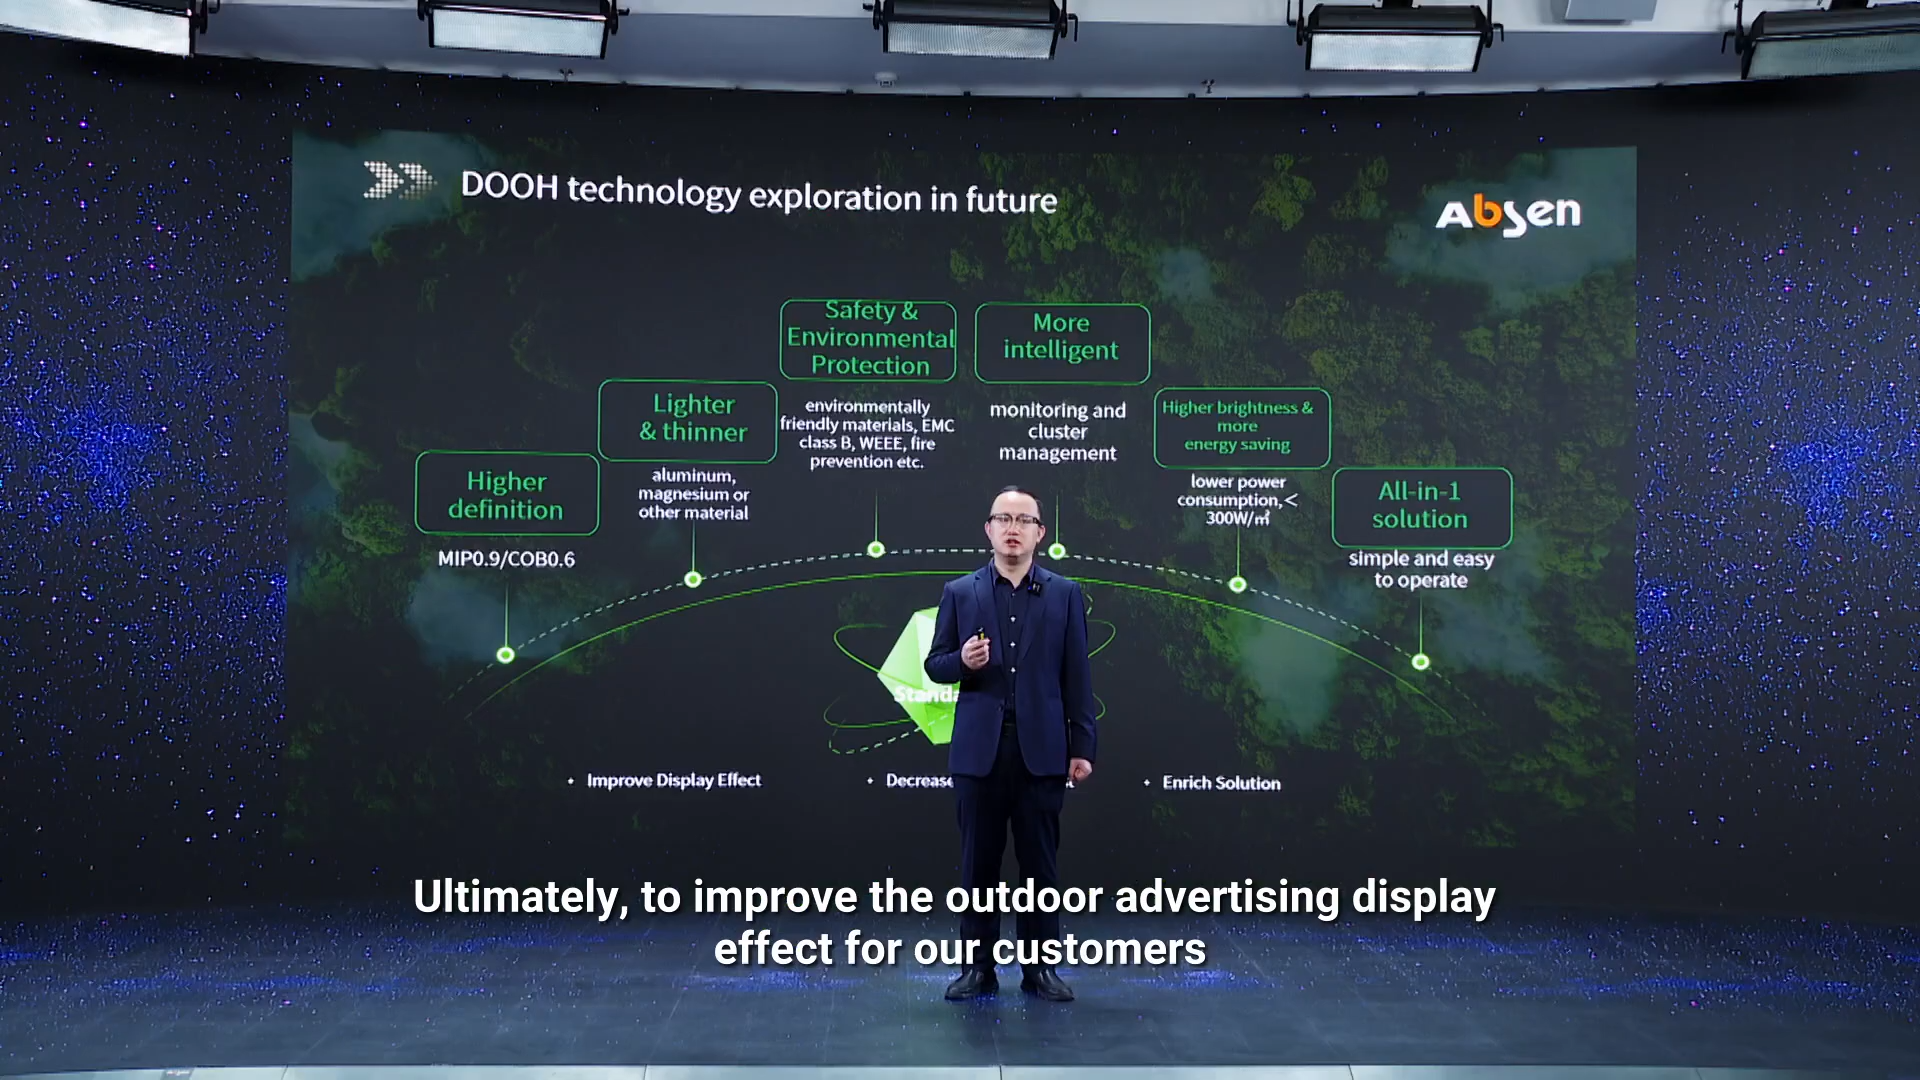 DOOH technology exploration in future
Absen
Safety &
Environmental
Protection
environmentally
friendly materials, EMC
class B, WEEE, fire
prevention etc.
More
intelligent
monitoring and
cluster
management
Lighter
& thinner
aluminum,
magnesium or
other material
Higher brightness &
more
energy saving
lower power
consumption,<
300W/㎡
Higher
definition
MIP0.9/COB0.6
All-in-1
solution
simple and easy
to operate
Improve Display Effect
Decrease
Enrich Solution
Ultimately, to improve the outdoor advertising display
effect for our customers